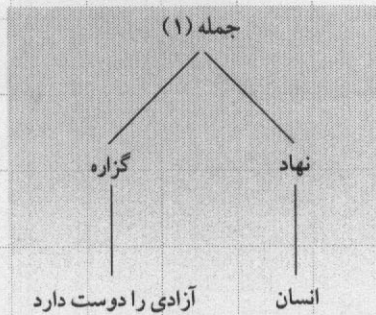 جمله (۱)
نهاد گزاره
انسان آزادی را دوست دارد